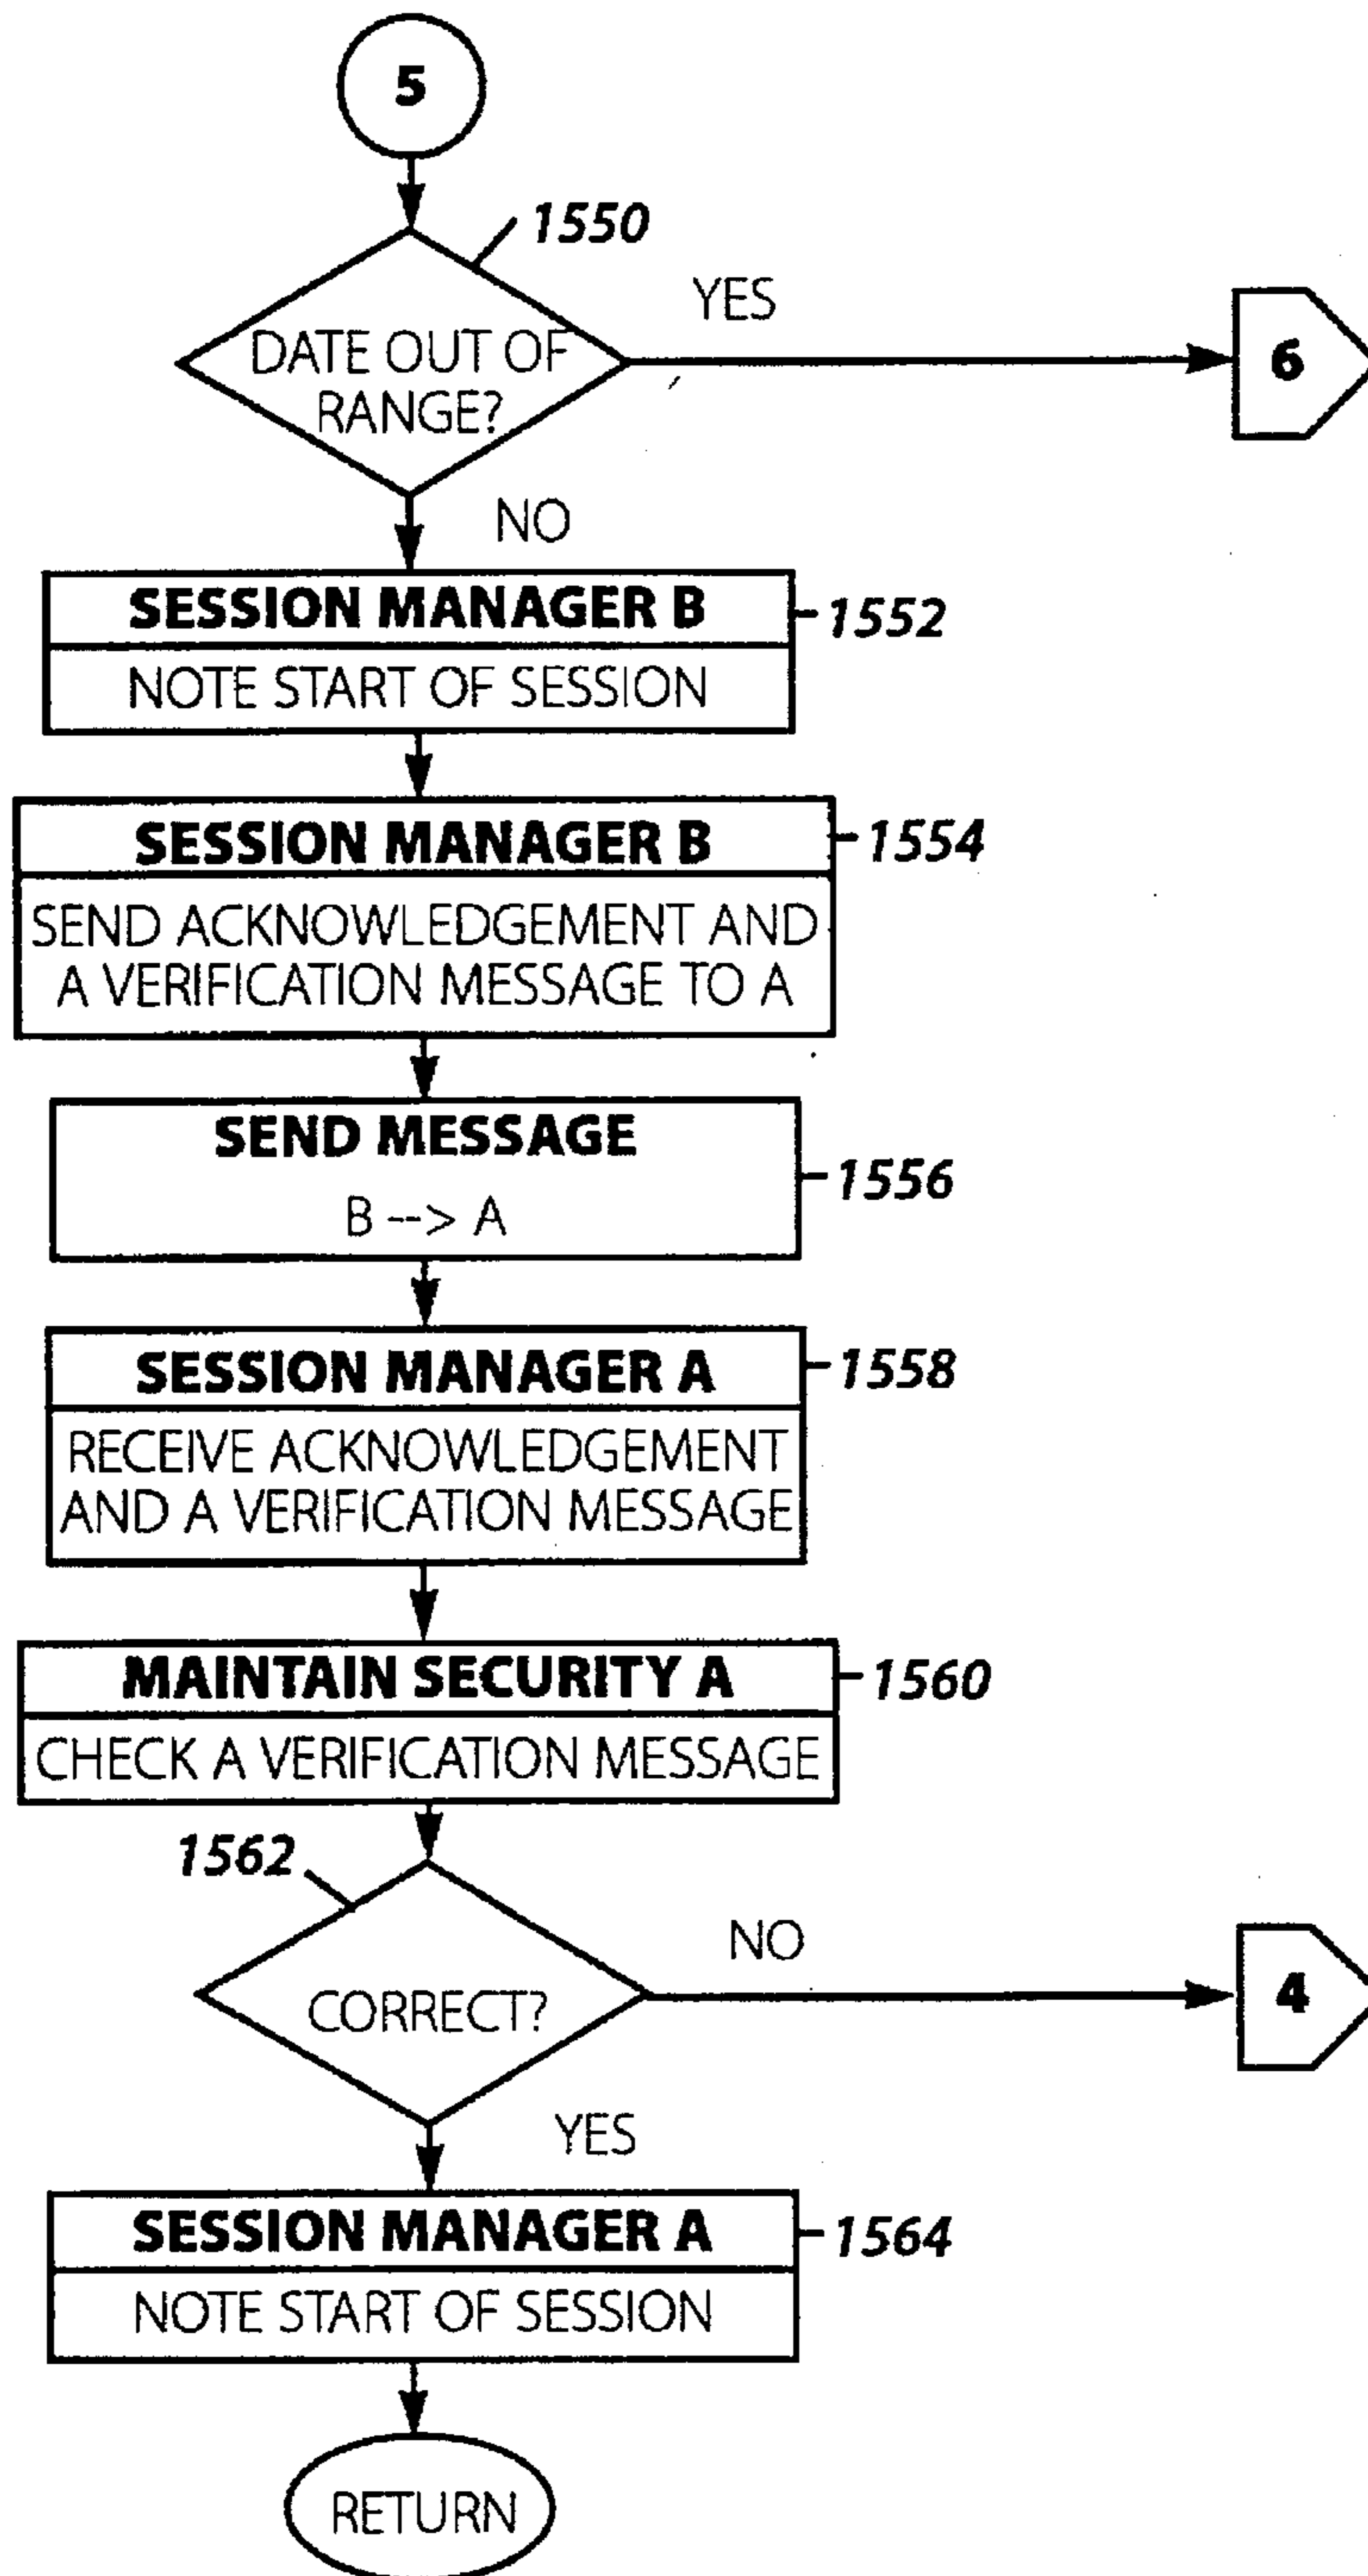 5
1550
YES
DATE OUT OF
RANGE?
6
NO
SESSION MANAGER B
1552
NOTE START OF SESSION
SESSION MANAGER B
1554
SEND ACKNOWLEDGEMENT AND
A VERIFICATION MESSAGE TO A
SEND MESSAGE
1556
B --> A
SESSION MANAGER A
1558
RECEIVE ACKNOWLEDGEMENT
AND A VERIFICATION MESSAGE
MAINTAIN SECURITY A
1560
CHECK A VERIFICATION MESSAGE
1562
NO
CORRECT?
4
YES
SESSION MANAGER A
1564
NOTE START OF SESSION
RETURN